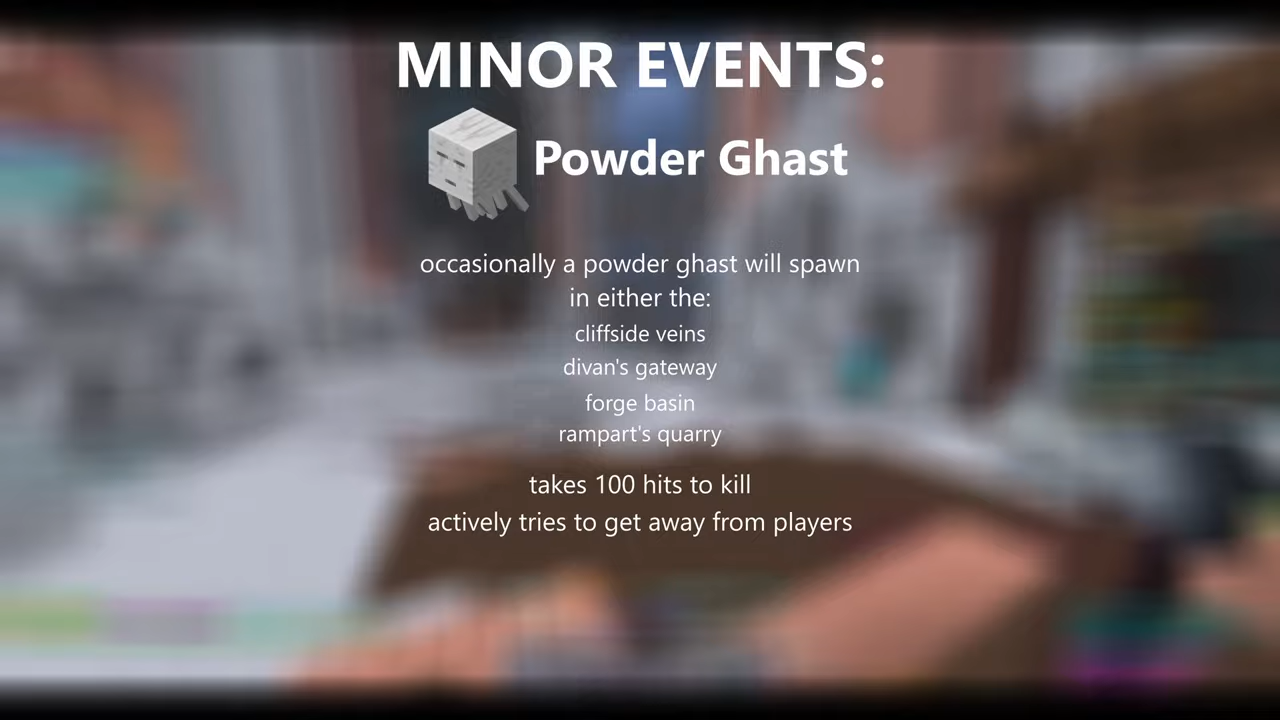 MINOR EVENTS:
Powder Ghast
occasionally a powder ghast will spawn
in either the:
cliffside veins
divan's gateway
forge basin
rampart's quarry
takes 100 hits to kill
actively tries to get away from players